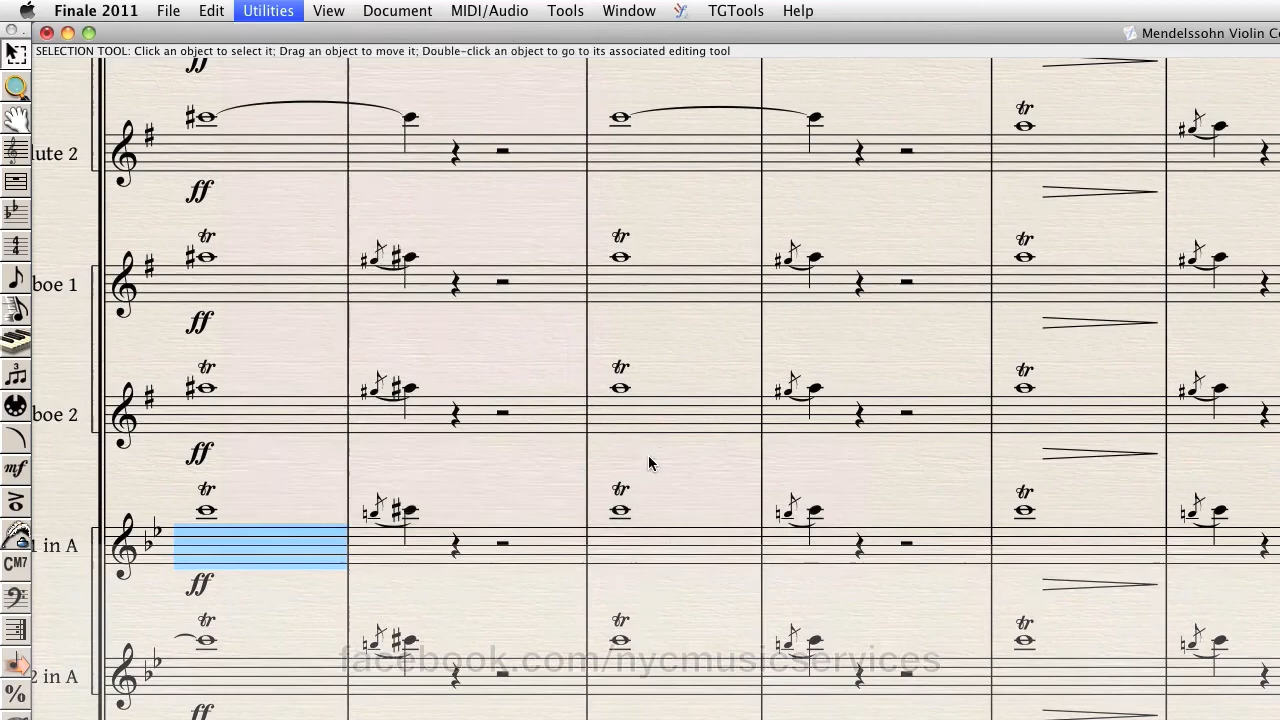 Finale 2011 File Edit Utilities View Document MIDI/Audio Tools Window TGTools Help
Mendelssohn Violin Co
SELECTION TOOL: Click an object to select it; Drag an object to move it; Double-click an object to go to its associated editing tool
ff
tr
lute 2
ff
tr tr tr
boe 1
ff
tr tr tr
boe 2
mf
ff
tr tr tr
1 in A
CM7
ff
tr tr tr
facebook.com/nycmusicservices
2 in A
%
ff